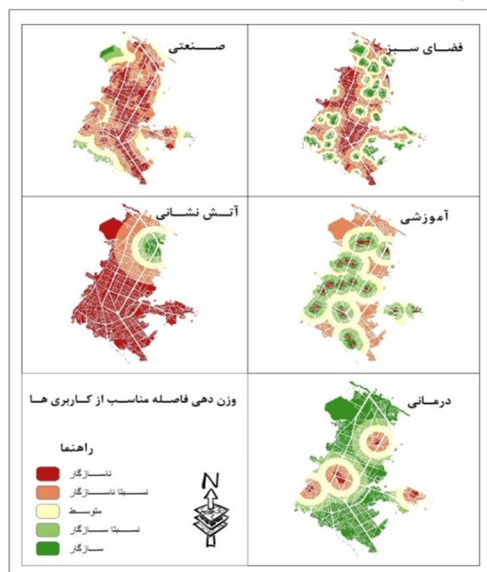 فضای سبز
صنعتی
آموزشی
آتش نشانی
درمانی
وزن دهی فاصله مناسب از کاربری ها
راهنما
ناسازگار
نسبتا ناسازگار
متوسط
نسبتا سازگار
سازگار
N